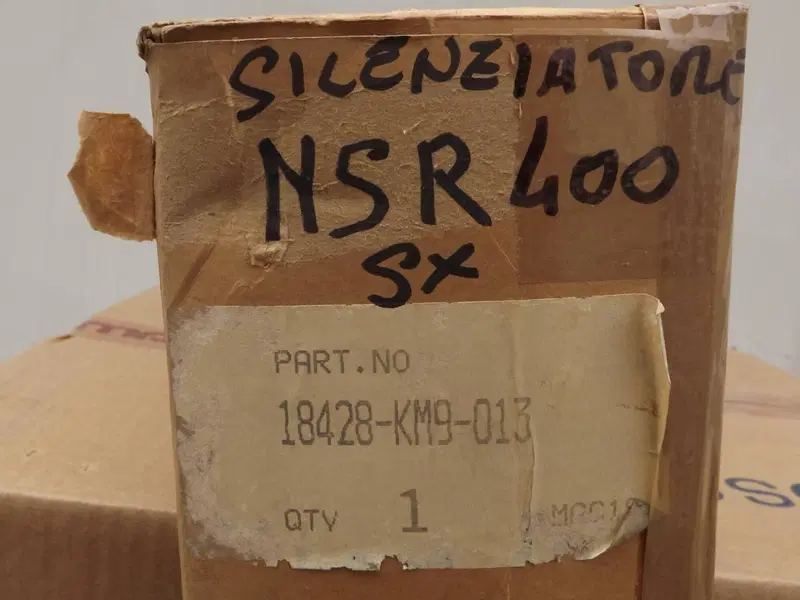 SILENZIATORE
NSR 400
SX
PART.NO
18428-KM9-013
QTY 1